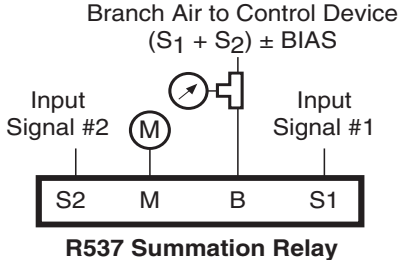 Branch Air to Control Device
(S1 + S2) ± BIAS
Input
Signal #2
M
Input
Signal #1
S2 M B S1
R537 Summation Relay